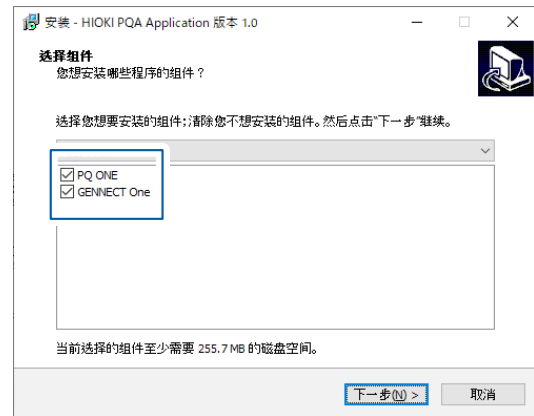 安装 - HIOKI PQA Application 版本 1.0
选择组件
您想安装哪些程序的组件？
选择您想要安装的组件;清除您不想安装的组件。然后点击"下一步"继续。
PQ ONE
GENNECT One
当前选择的组件至少需要 255.7 MB 的磁盘空间。
下一步(N) >
取消